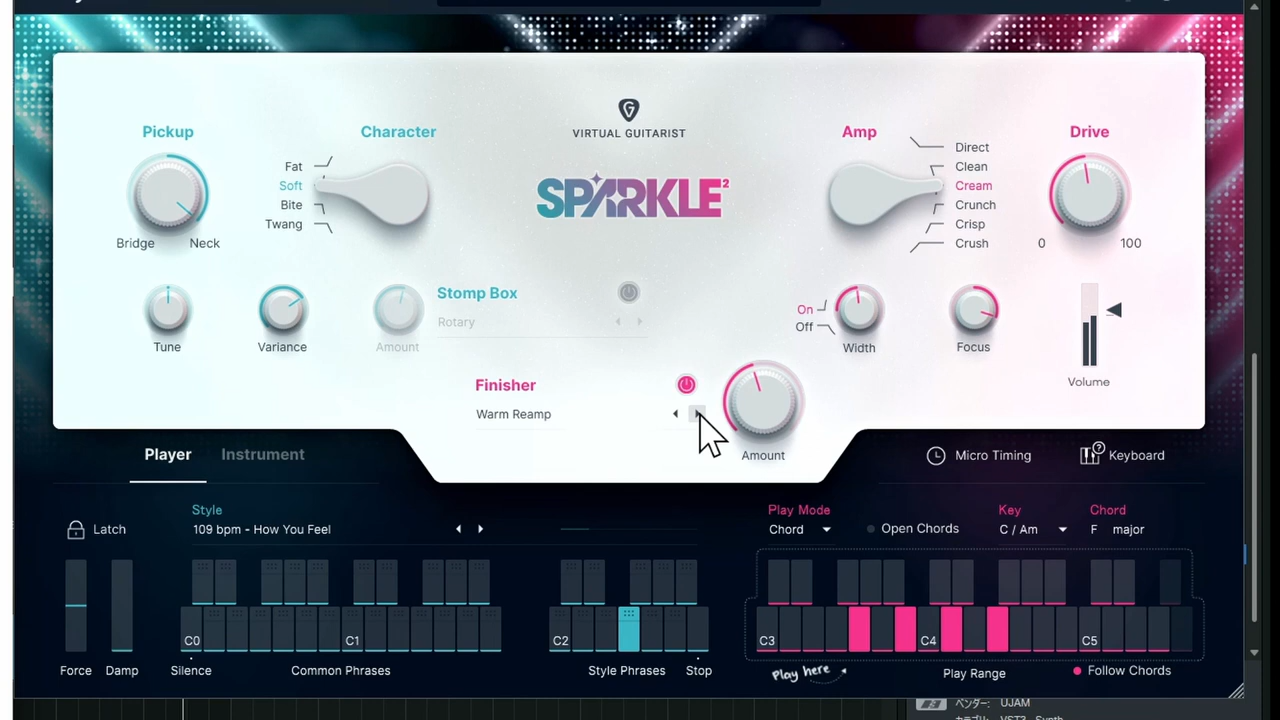 VIRTUAL GUITARIST
SPARKLE²
Pickup
Bridge
Neck
Character
Fat
Soft
Bite
Twang
Amp
Direct
Clean
Cream
Crunch
Crisp
Crush
Drive
0
100
Tune
Variance
Amount
Stomp Box
Rotary
On
Off
Width
Focus
Volume
Finisher
Warm Reamp
Amount
Player
Instrument
Micro Timing
Keyboard
Latch
Style
109 bpm - How You Feel
Play Mode
Chord
Open Chords
Key
C / Am
Chord
F major
C0
C1
C2
C3
C4
C5
Force
Damp
Silence
Common Phrases
Style Phrases
Stop
Play here
Play Range
Follow Chords
ベンダー: UJAM